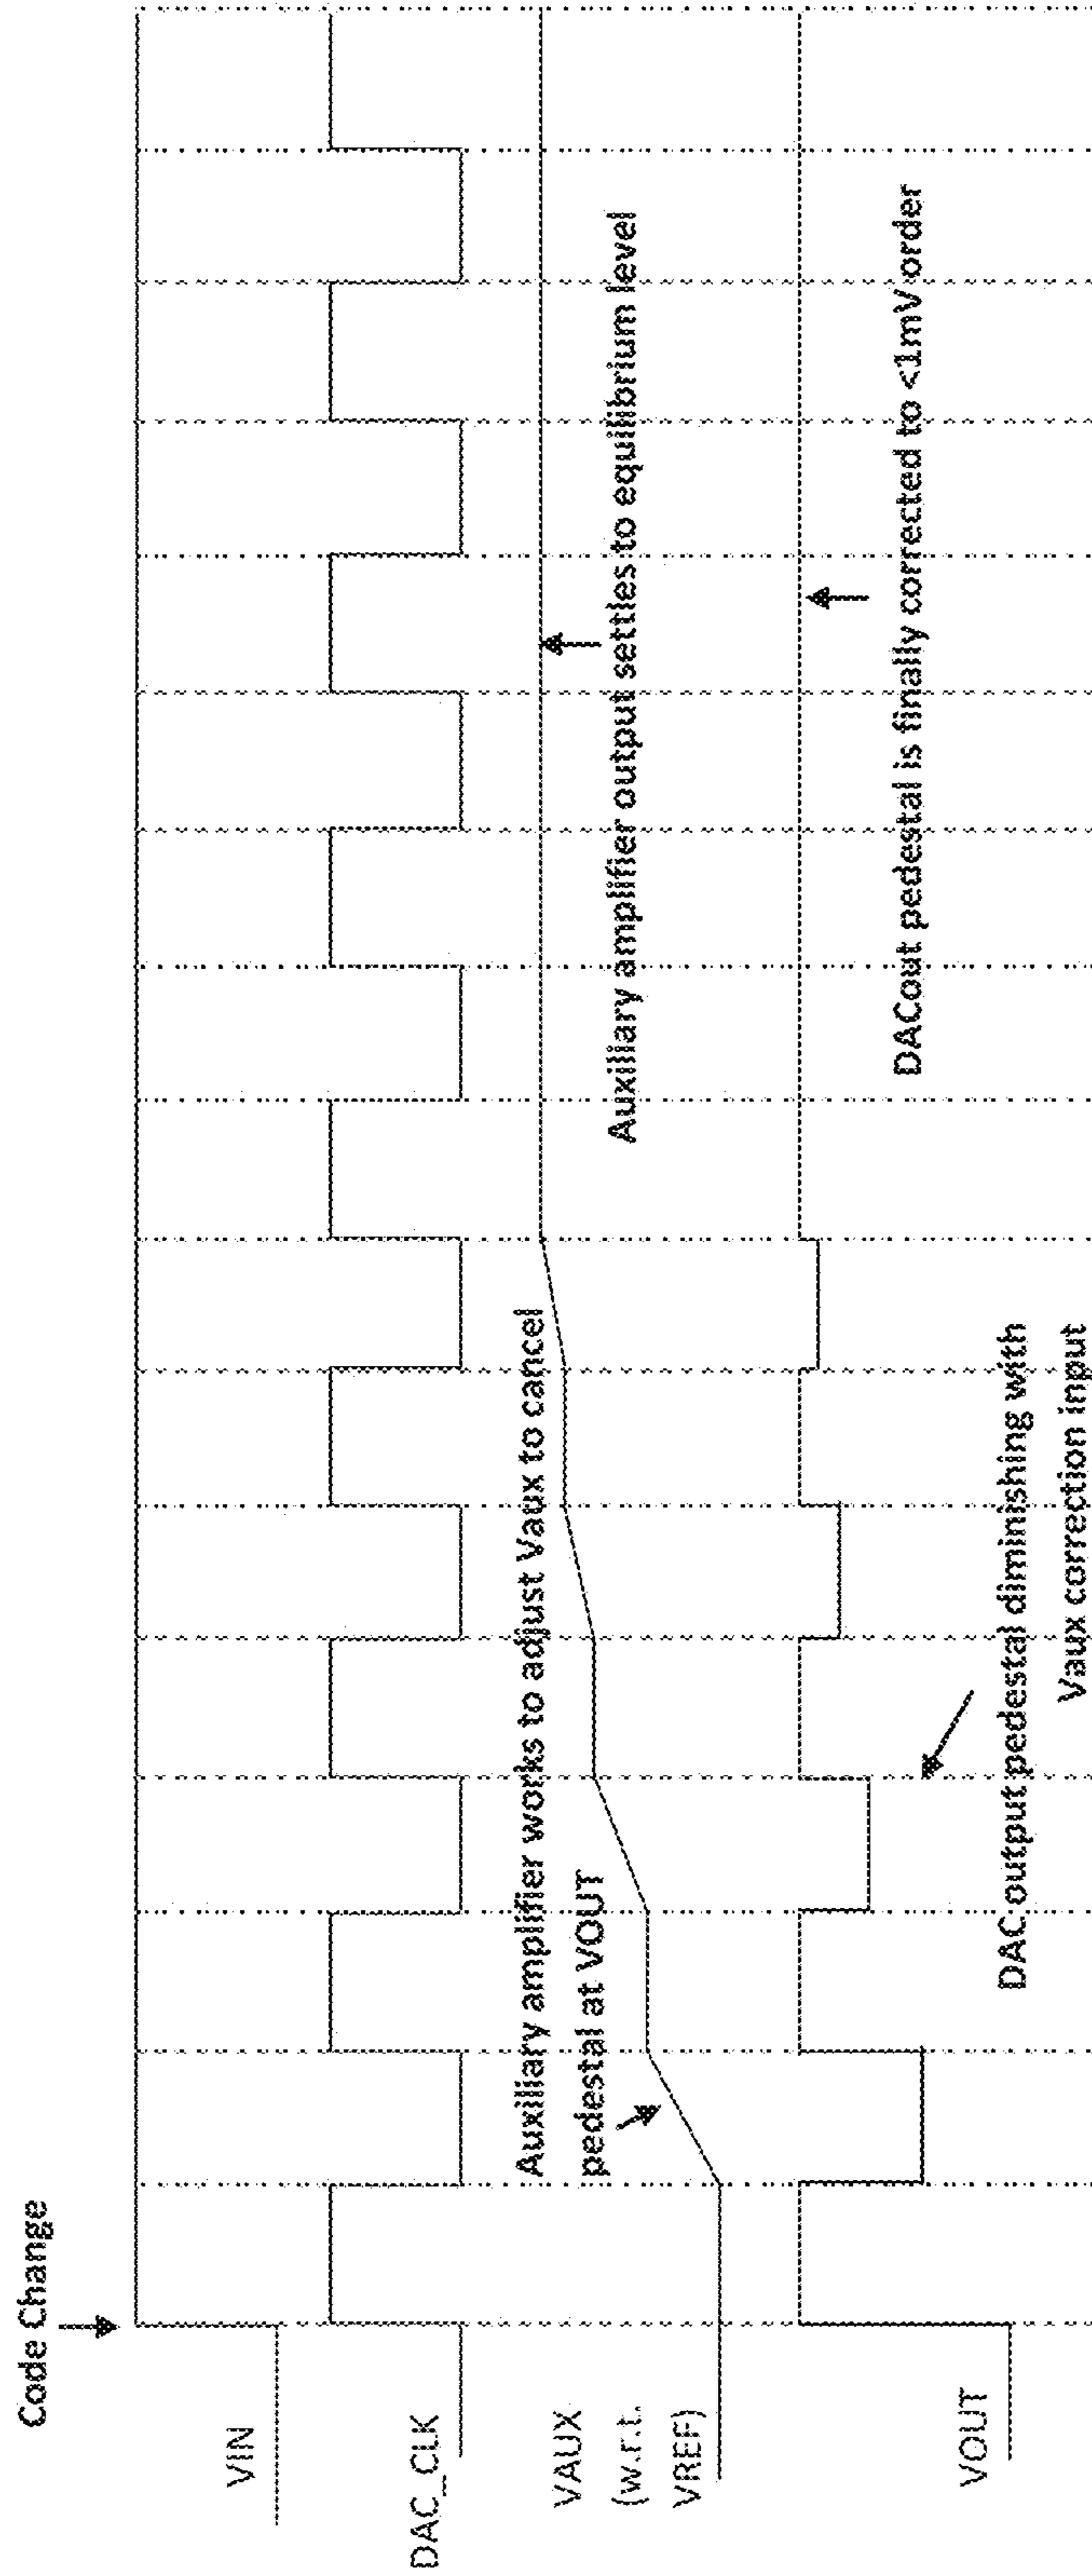 Code Change
VIN
DAC_CLK
Auxiliary amplifier works to adjust Vaux to cancel
pedestal at VOUT
VAUX
(w.r.t.
VREF)
Auxiliary amplifier output settles to equilibrium level
VOUT
DACout pedestal is finally corrected to <1mV order
DAC output pedestal diminishing with
Vaux correction input